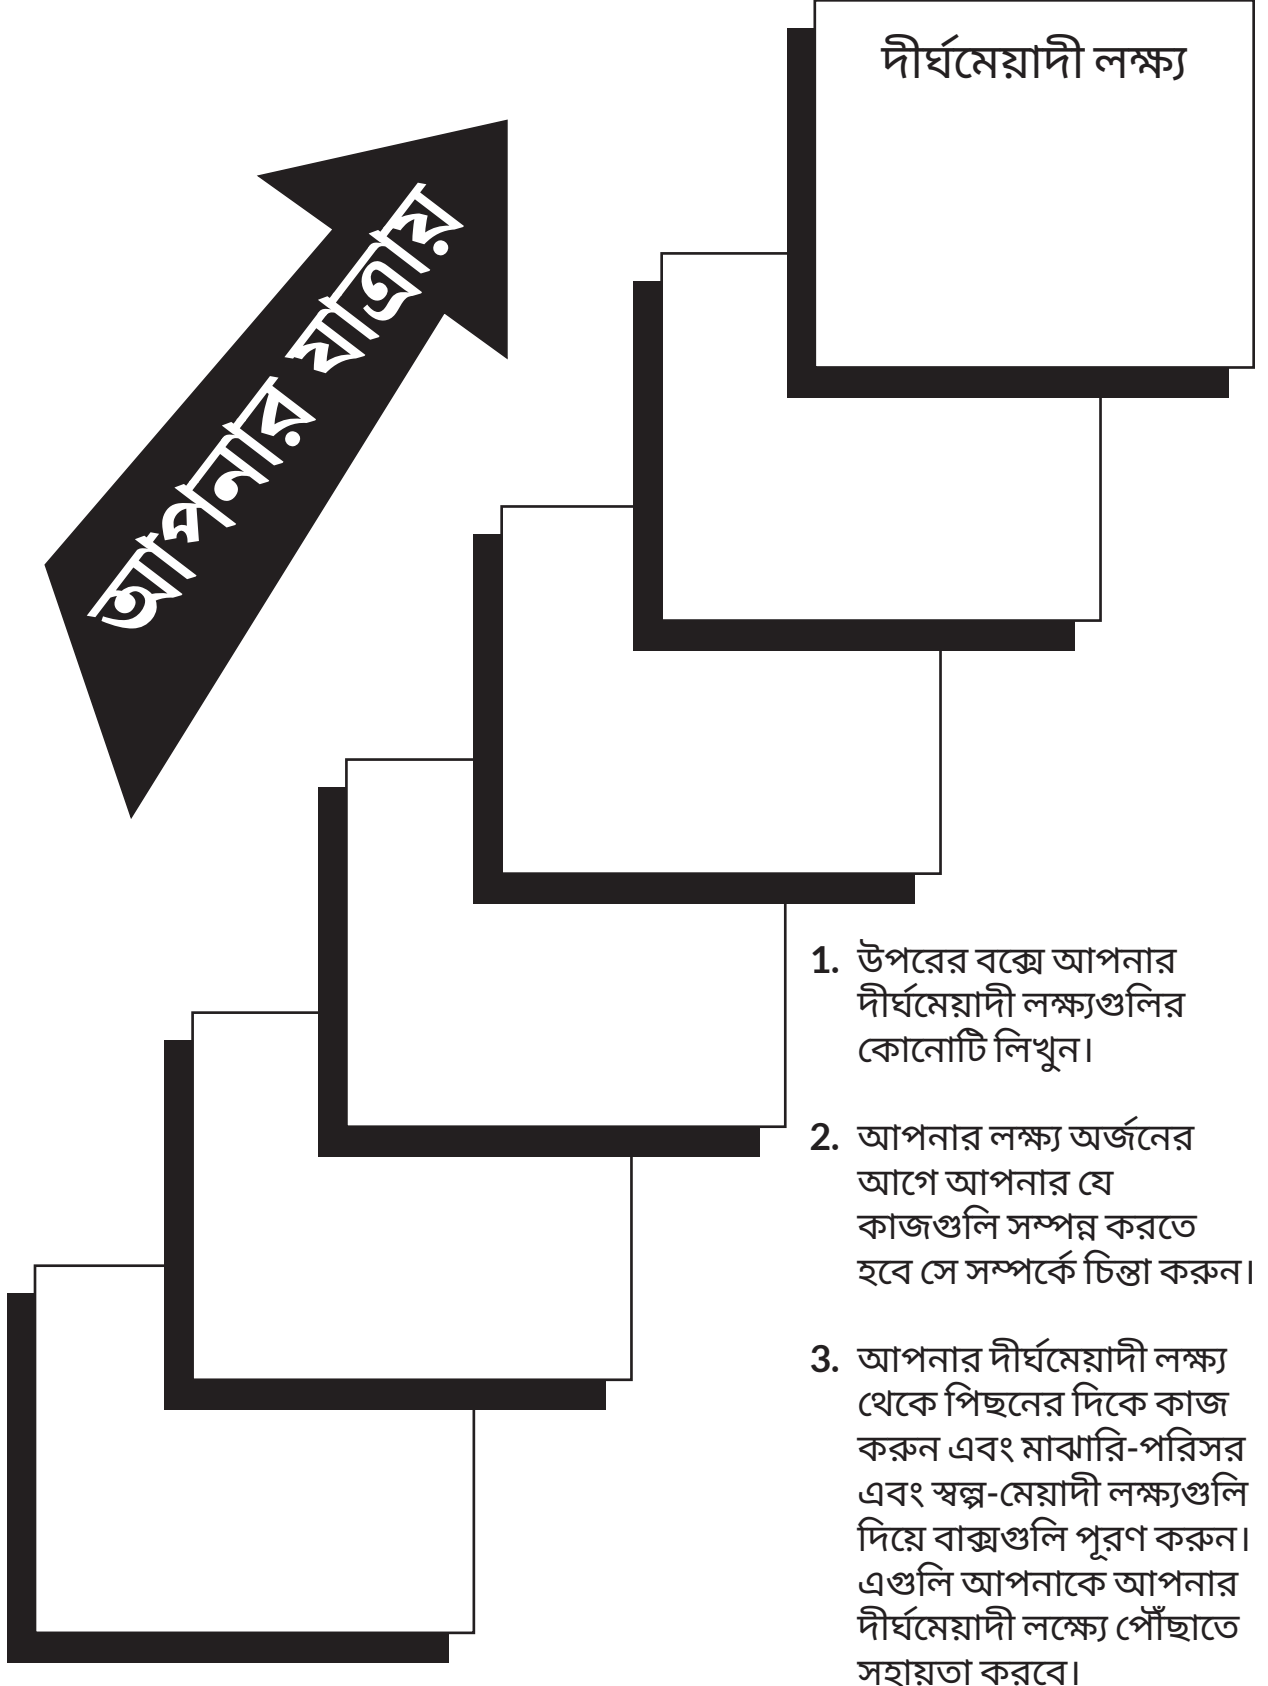 দীর্ঘমেয়াদী লক্ষ্য
আপনার যাত্রায়
1. উপরের বক্সে আপনার
দীর্ঘমেয়াদী লক্ষ্যগুলির
কোনোটি লিখুন।
2. আপনার লক্ষ্য অর্জনের
আগে আপনার যে
কাজগুলি সম্পন্ন করতে
হবে সে সম্পর্কে চিন্তা করুন।
3. আপনার দীর্ঘমেয়াদী লক্ষ্য
থেকে পিছনের দিকে কাজ
করুন এবং মাঝারি-পরিসর
এবং স্বল্প-মেয়াদী লক্ষ্যগুলি
দিয়ে বাক্সগুলি পূরণ করুন।
এগুলি আপনাকে আপনার
দীর্ঘমেয়াদী লক্ষ্যে পৌঁছাতে
সহায়তা করবে।